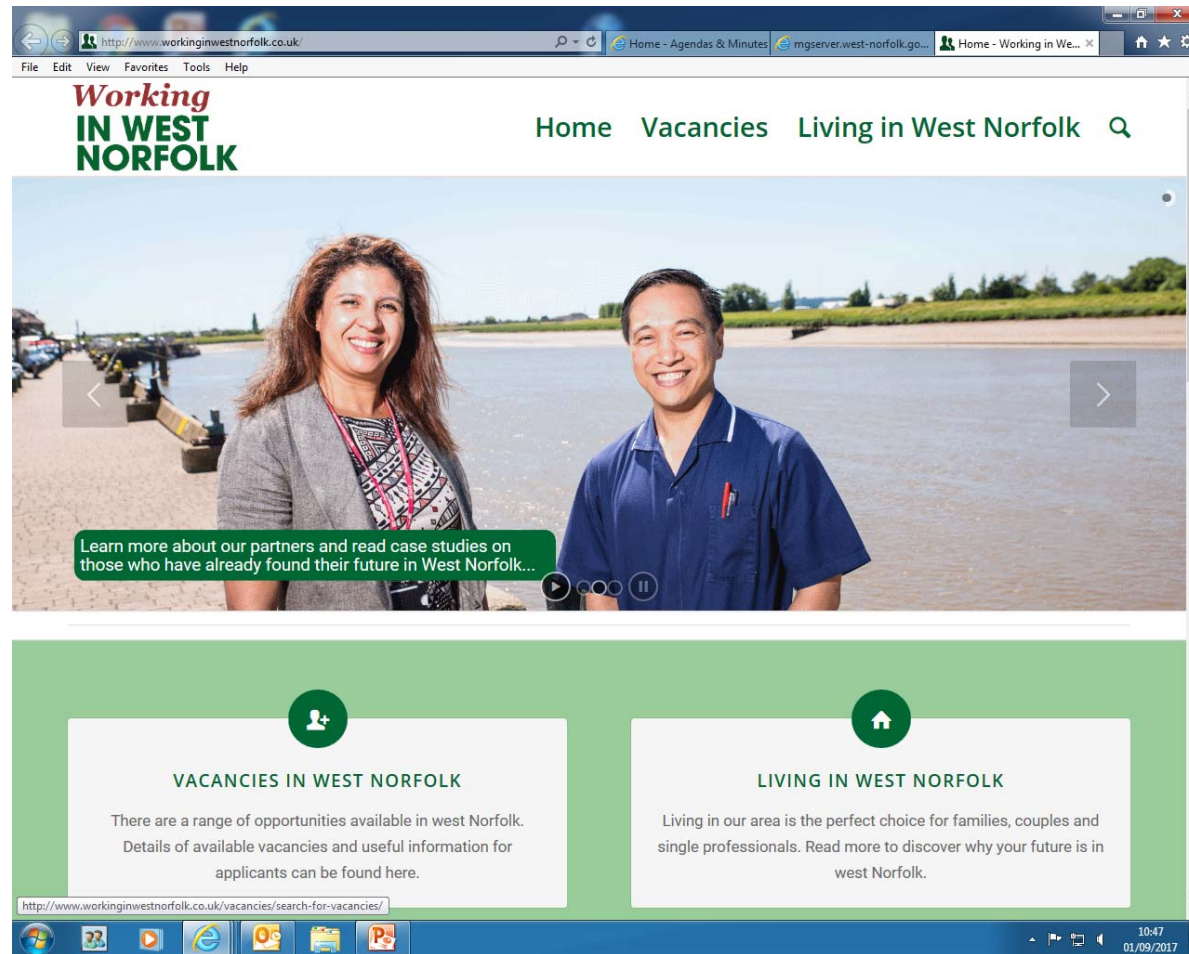 http://www.workinginwestnorfolk.co.uk/
Home - Agendas & Minutes
mgserver.west-norfolk.go...
Home - Working in We...
File Edit View Favorites Tools Help
Working
IN WEST
NORFOLK
Home Vacancies Living in West Norfolk
Learn more about our partners and read case studies on
those who have already found their future in West Norfolk...
VACANCIES IN WEST NORFOLK
There are a range of opportunities available in west Norfolk.
Details of available vacancies and useful information for
applicants can be found here.
LIVING IN WEST NORFOLK
Living in our area is the perfect choice for families, couples and
single professionals. Read more to discover why your future is in
west Norfolk.
http://www.workinginwestnorfolk.co.uk/vacancies/search-for-vacancies/
10:47
01/09/2017